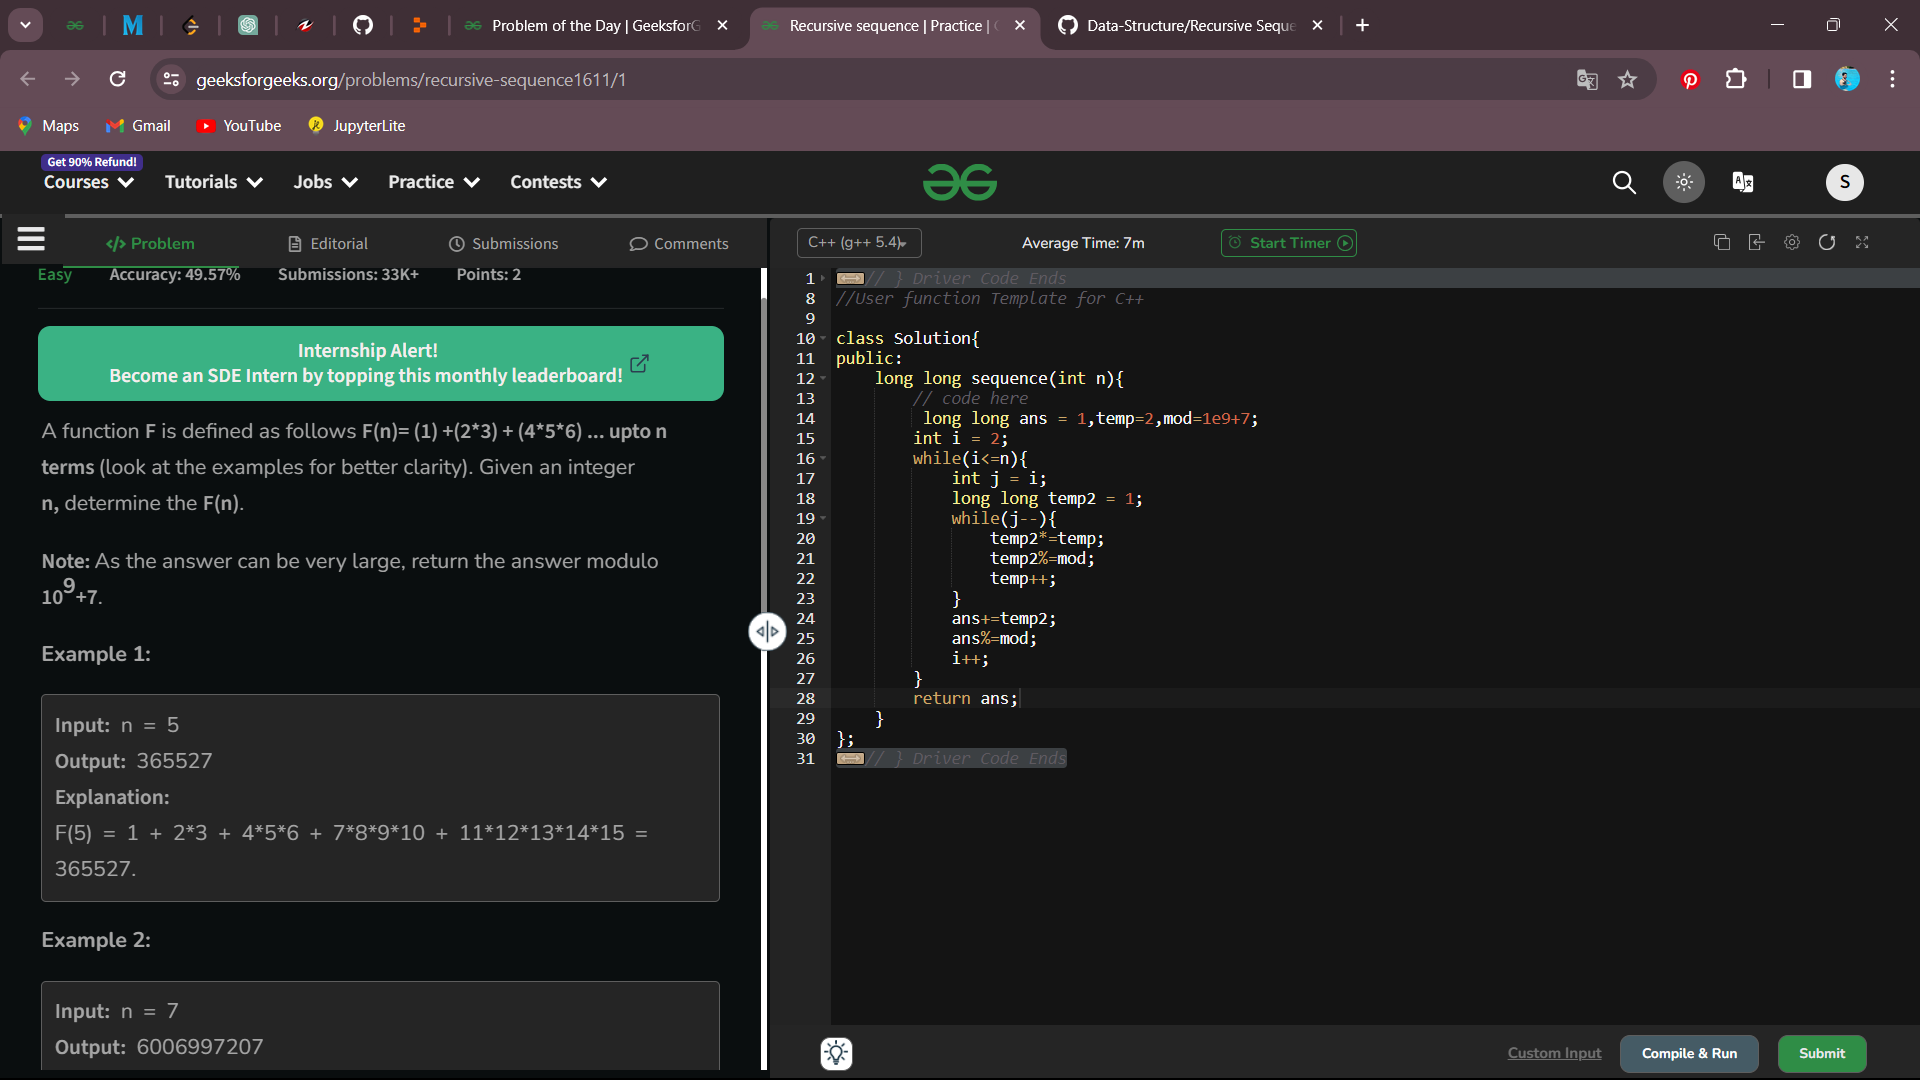 Problem of the Day | GeeksforG
Recursive sequence | Practice |
Data-Structure/Recursive Seque
geeksforgeeks.org/problems/recursive-sequence1611/1
Maps Gmail YouTube JupyterLite
Get 90% Refund!
Courses Tutorials Jobs Practice Contests
S
Problem Editorial Submissions Comments
Easy Accuracy: 49.57% Submissions: 33K+ Points: 2
Internship Alert!
Become an SDE Intern by topping this monthly leaderboard!
A function F is defined as follows F(n)= (1) +(2*3) + (4*5*6) ... upto n
terms (look at the examples for better clarity). Given an integer
n, determine the F(n).
Note: As the answer can be very large, return the answer modulo
10^9+7.
Example 1:
Input: n = 5
Output: 365527
Explanation:
F(5) = 1 + 2*3 + 4*5*6 + 7*8*9*10 + 11*12*13*14*15 =
365527.
Example 2:
Input: n = 7
Output: 6006997207
C++ (g++ 5.4) Average Time: 7m Start Timer
1 // } Driver Code Ends
8 //User function Template for C++
9
10 class Solution{
11 public:
12 long long sequence(int n){
13 // code here
14 long long ans = 1,temp=2,mod=1e9+7;
15 int i = 2;
16 while(i<=n){
17 int j = i;
18 long long temp2 = 1;
19 while(j--){
20 temp2*=temp;
21 temp2%=mod;
22 temp++;
23 }
24 ans+=temp2;
25 ans%=mod;
26 i++;
27 }
28 return ans;
29 }
30 };
31 // } Driver Code Ends
Custom Input Compile & Run Submit